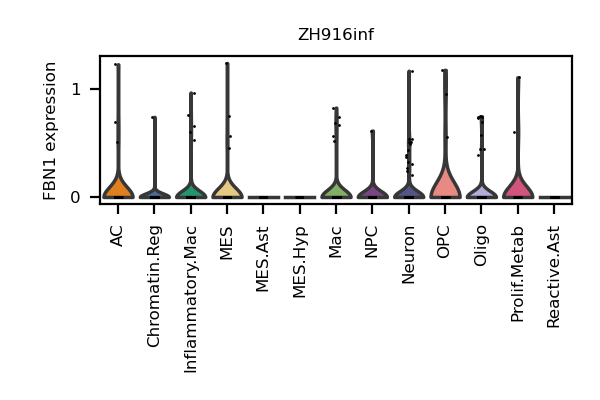 ZH916inf
FBN1 expression
1
0
AC
Chromatin.Reg
Inflammatory.Mac
MES
MES.Ast
MES.Hyp
Mac
NPC
Neuron
OPC
Oligo
Prolif.Metab
Reactive.Ast